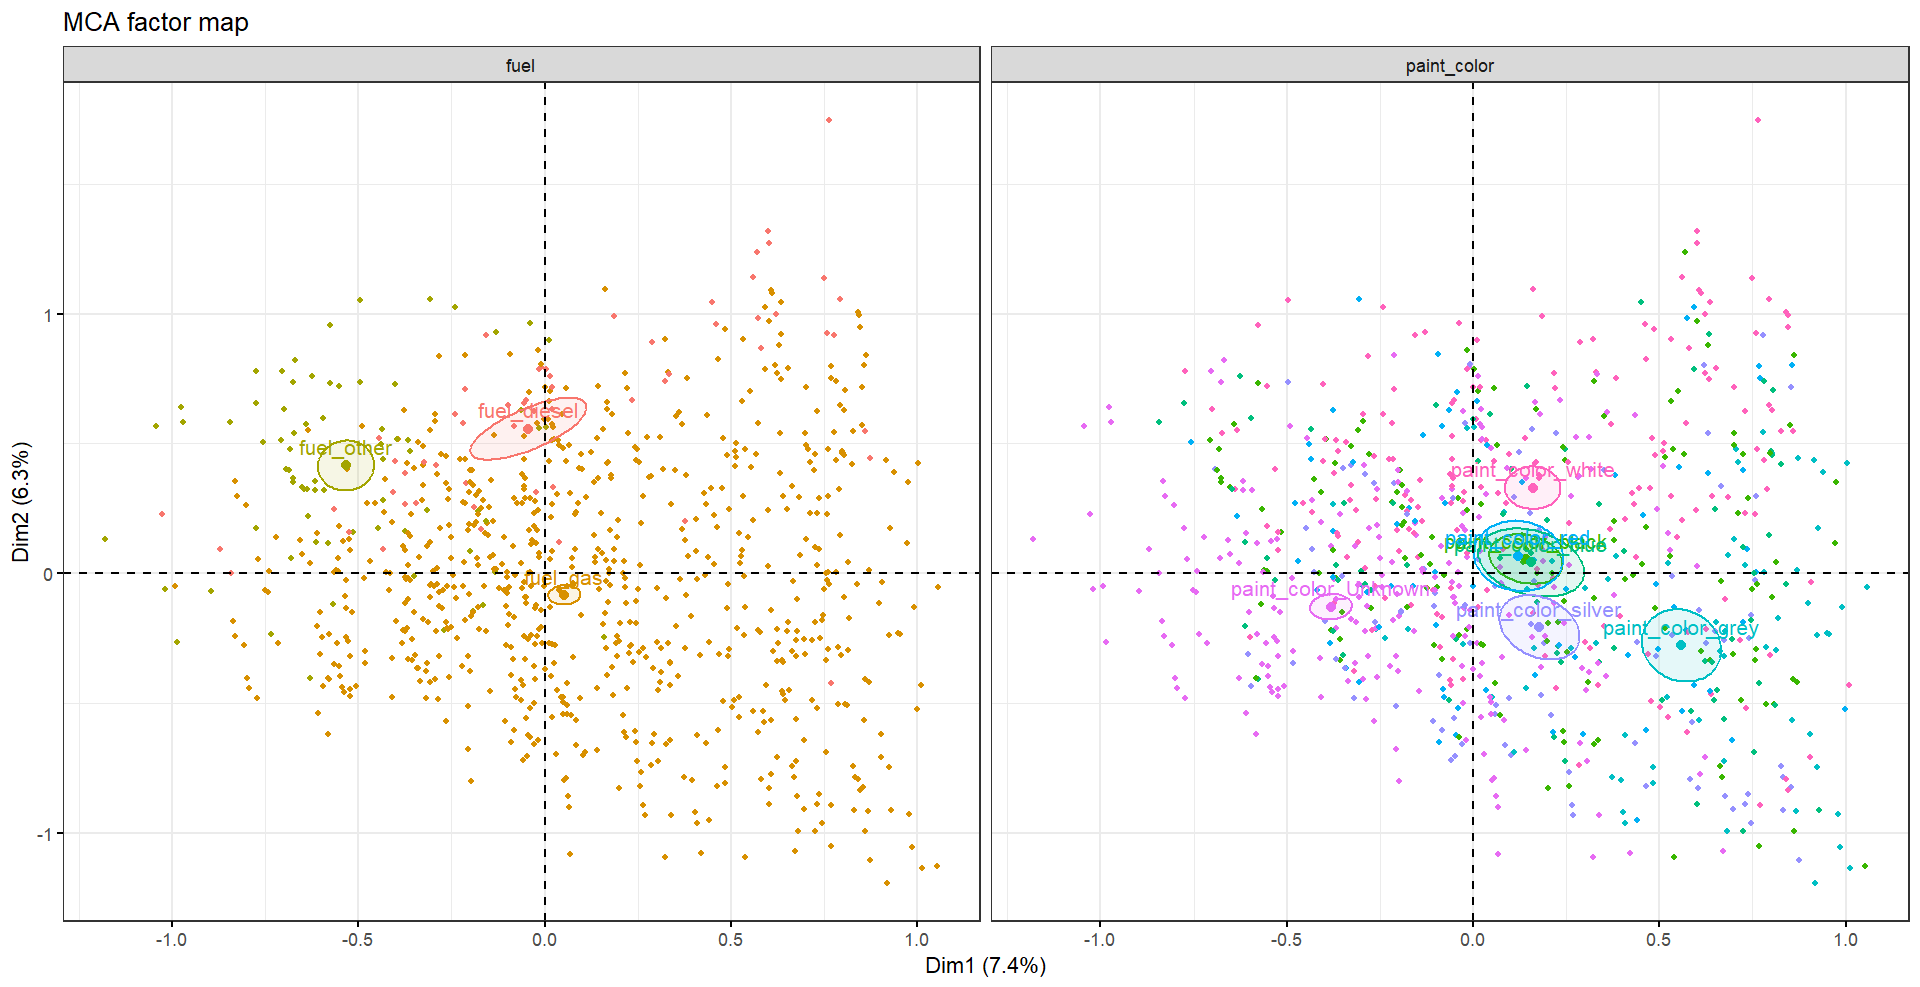 MCA factor map
fuel
paint_color
Dim2 (6.3%)
1
0
-1
fuel_diesel
fuel_other
fuel_gas
paint_color_white
paint_color_red
paint_color_blue
paint_color_Unknown
paint_color_silver
paint_color_grey
-1.0
-0.5
0.0
0.5
1.0
-1.0
-0.5
0.0
0.5
1.0
Dim1 (7.4%)